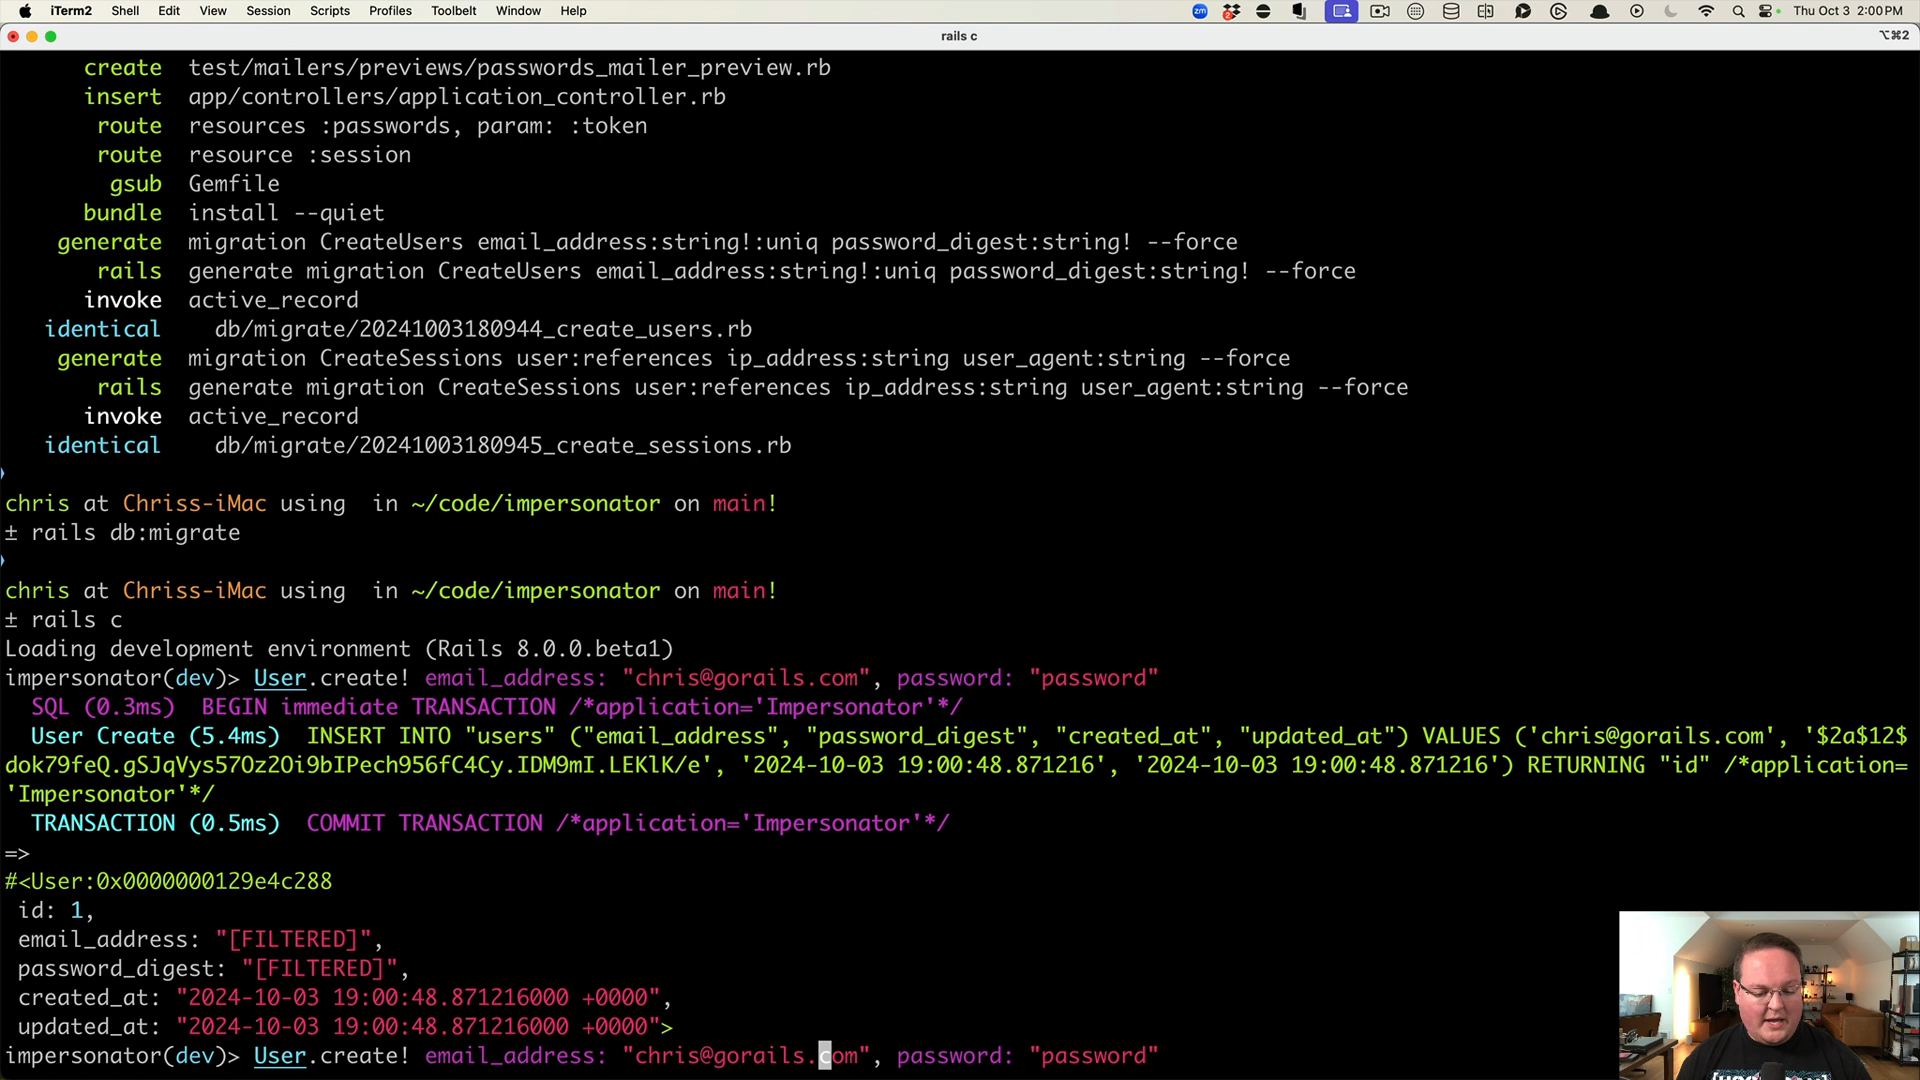 iTerm2 Shell Edit View Session Scripts Profiles Toolbelt Window Help Thu Oct 3 2:00 PM
rails c ⌥⌘2
create test/mailers/previews/passwords_mailer_preview.rb
insert app/controllers/application_controller.rb
route resources :passwords, param: :token
route resource :session
gsub Gemfile
bundle install --quiet
generate migration CreateUsers email_address:string!:uniq password_digest:string! --force
rails generate migration CreateUsers email_address:string!:uniq password_digest:string! --force
invoke active_record
identical db/migrate/20241003180944_create_users.rb
generate migration CreateSessions user:references ip_address:string user_agent:string --force
rails generate migration CreateSessions user:references ip_address:string user_agent:string --force
invoke active_record
identical db/migrate/20241003180945_create_sessions.rb
chris at Chriss-iMac using in ~/code/impersonator on main!
± rails db:migrate
chris at Chriss-iMac using in ~/code/impersonator on main!
± rails c
Loading development environment (Rails 8.0.0.beta1)
impersonator(dev)> User.create! email_address: "chris@gorails.com", password: "password"
SQL (0.3ms) BEGIN immediate TRANSACTION /*application='Impersonator'*/
User Create (5.4ms) INSERT INTO "users" ("email_address", "password_digest", "created_at", "updated_at") VALUES ('chris@gorails.com', '$2a$12$
dok79feQ.gSJqVys57Oz2Oi9bIPech956fC4Cy.IDM9mI.LEKlK/e', '2024-10-03 19:00:48.871216', '2024-10-03 19:00:48.871216') RETURNING "id" /*application=
'Impersonator'*/
TRANSACTION (0.5ms) COMMIT TRANSACTION /*application='Impersonator'*/
=>
#<User:0x0000000129e4c288
id: 1,
email_address: "[FILTERED]",
password_digest: "[FILTERED]",
created_at: "2024-10-03 19:00:48.871216000 +0000",
updated_at: "2024-10-03 19:00:48.871216000 +0000">
impersonator(dev)> User.create! email_address: "chris@gorails.com", password: "password"